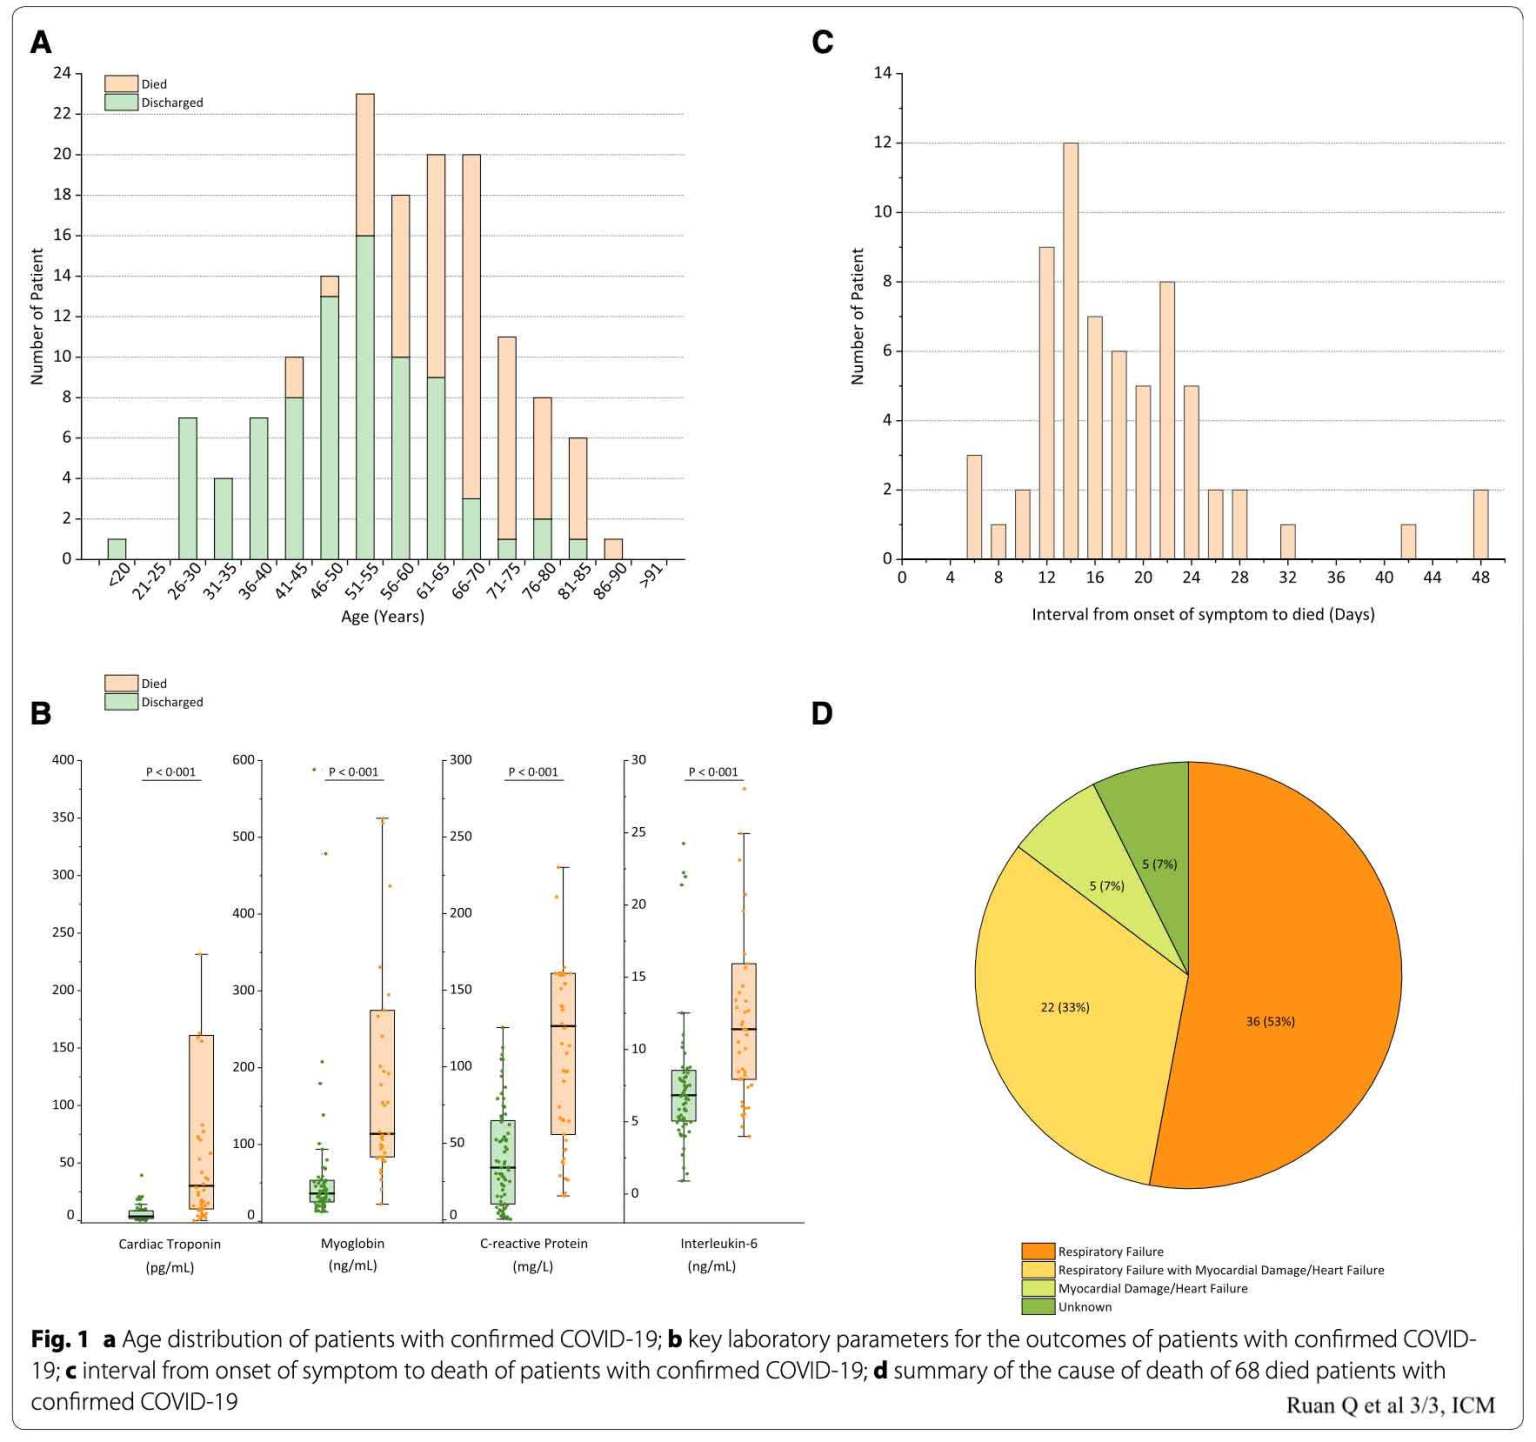 A
24
22
20
18
16
14
12
10
8
6
4
2
0
Number of Patient
Died
Discharged
<20
21-25
26-30
31-35
36-40
41-45
46-50
51-55
56-60
61-65
66-70
71-75
76-80
81-85
86-90
>91
Age (Years)
C
14
12
10
8
6
4
2
0
Number of Patient
0 4 8 12 16 20 24 28 32 36 40 44 48
Interval from onset of symptom to died (Days)
B
Died
Discharged
400
350
300
250
200
150
100
50
0
P < 0·001
Cardiac Troponin
(pg/mL)
600
500
400
300
200
100
0
P < 0·001
Myoglobin
(ng/mL)
300
250
200
150
100
50
0
P < 0·001
C-reactive Protein
(mg/L)
30
25
20
15
10
5
0
P < 0·001
Interleukin-6
(ng/mL)
D
5 (7%)
5 (7%)
22 (33%)
36 (53%)
Respiratory Failure
Respiratory Failure with Myocardial Damage/Heart Failure
Myocardial Damage/Heart Failure
Unknown
Fig. 1 a Age distribution of patients with confirmed COVID-19; b key laboratory parameters for the outcomes of patients with confirmed COVID-
19; c interval from onset of symptom to death of patients with confirmed COVID-19; d summary of the cause of death of 68 died patients with
confirmed COVID-19
Ruan Q et al 3/3, ICM